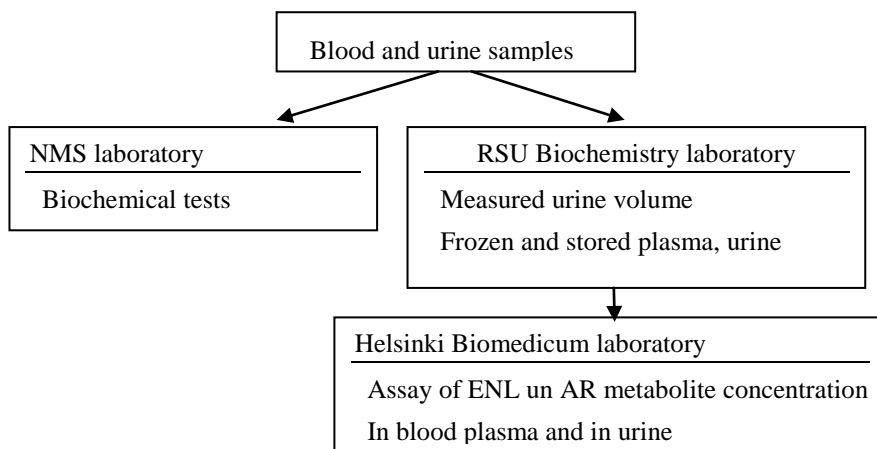 Blood and urine samples
NMS laboratory
Biochemical tests
RSU Biochemistry laboratory
Measured urine volume
Frozen and stored plasma, urine
Helsinki Biomedicum laboratory
Assay of ENL un AR metabolite concentration
In blood plasma and in urine